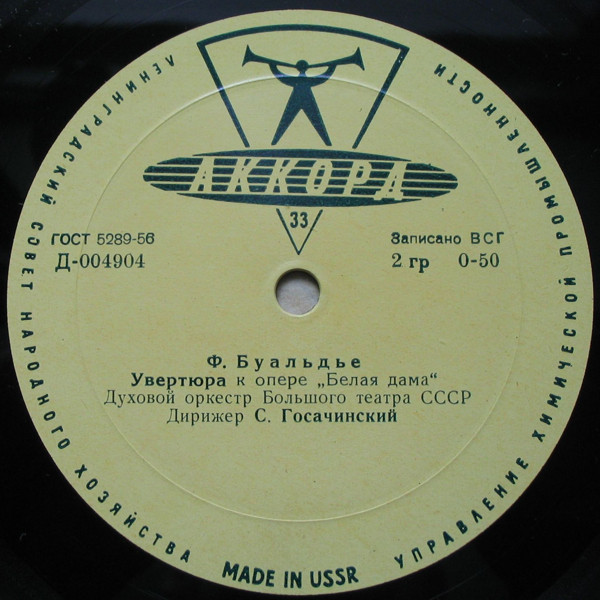 ЛЕНИНГРАДСКИЙ СОВЕТ НАРОДНОГО ХОЗЯЙСТВА
УПРАВЛЕНИЕ ХИМИЧЕСКОЙ ПРОМЫШЛЕННОСТИ
АККОРД
33
ГОСТ 5289-56
Записано ВСГ
Д-004904
2 гр 0-50
Ф. Буальдье
Увертюра к опере „Белая дама“
Духовой оркестр Большого театра СССР
Дирижер С. Госачинский
MADE IN USSR